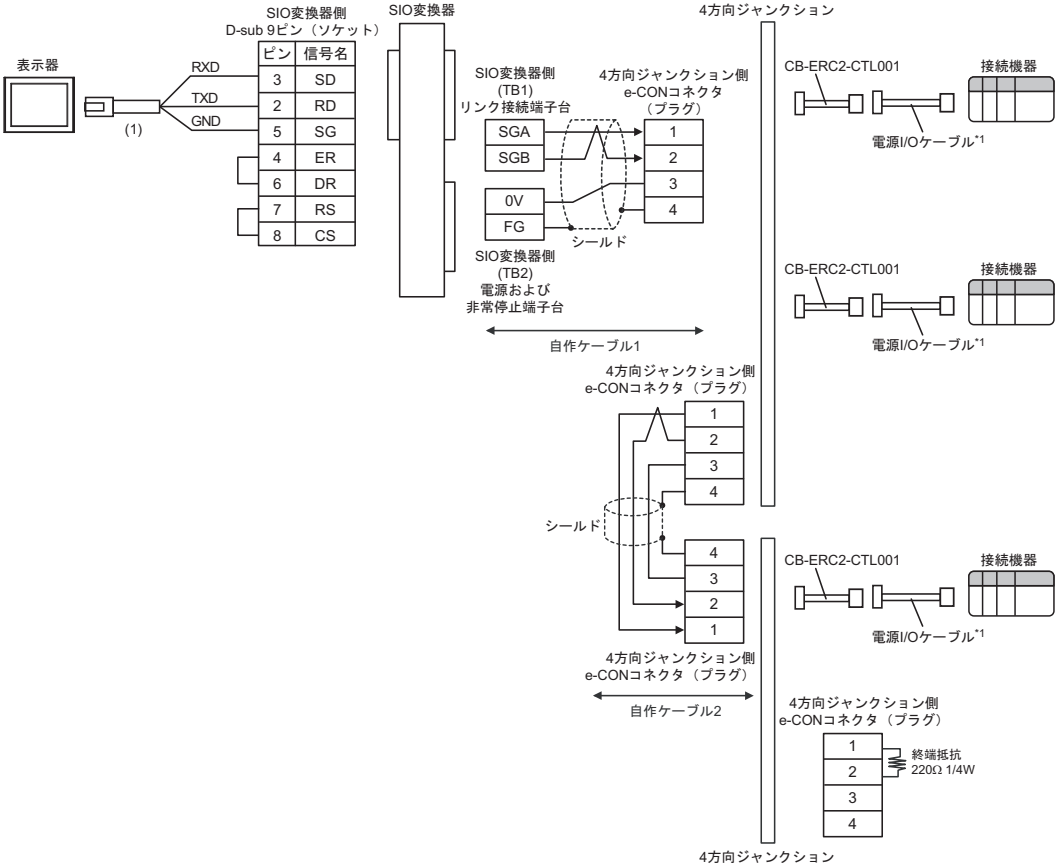 SIO変換器側
D-sub 9ピン（ソケット）
SIO変換器
4方向ジャンクション
表示器
(1)
RXD
TXD
GND
ピン 信号名
3 SD
2 RD
5 SG
4 ER
6 DR
7 RS
8 CS
SIO変換器側
(TB1)
リンク接続端子台
SGA
SGB
0V
FG
SIO変換器側
(TB2)
電源および
非常停止端子台
シールド
4方向ジャンクション側
e-CONコネクタ
（プラグ）
1
2
3
4
自作ケーブル1
CB-ERC2-CTL001
接続機器
電源I/Oケーブル*1
CB-ERC2-CTL001
接続機器
電源I/Oケーブル*1
4方向ジャンクション側
e-CONコネクタ（プラグ）
1
2
3
4
シールド
4
3
2
1
4方向ジャンクション側
e-CONコネクタ（プラグ）
自作ケーブル2
CB-ERC2-CTL001
接続機器
電源I/Oケーブル*1
4方向ジャンクション側
e-CONコネクタ（プラグ）
1
2
3
4
終端抵抗
220Ω 1/4W
4方向ジャンクション